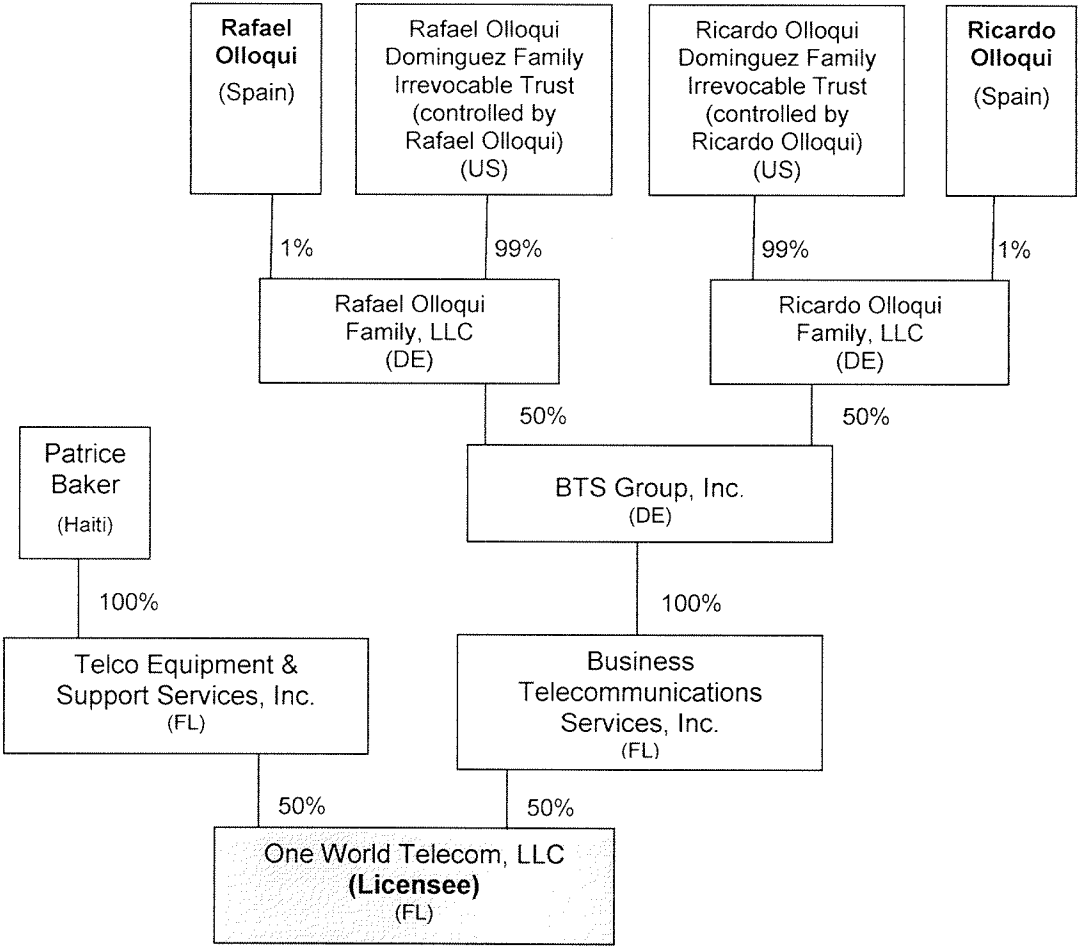 Rafael
Olloqui
(Spain)
Rafael Olloqui
Dominguez Family
Irrevocable Trust
(controlled by
Rafael Olloqui)
(US)
Ricardo Olloqui
Dominguez Family
Irrevocable Trust
(controlled by
Ricardo Olloqui)
(US)
Ricardo
Olloqui
(Spain)
1%
99%
99%
1%
Rafael Olloqui
Family, LLC
(DE)
Ricardo Olloqui
Family, LLC
(DE)
50%
50%
Patrice
Baker
(Haiti)
BTS Group, Inc.
(DE)
100%
100%
Telco Equipment &
Support Services, Inc.
(FL)
Business
Telecommunications
Services, Inc.
(FL)
50%
50%
One World Telecom, LLC
(Licensee)
(FL)